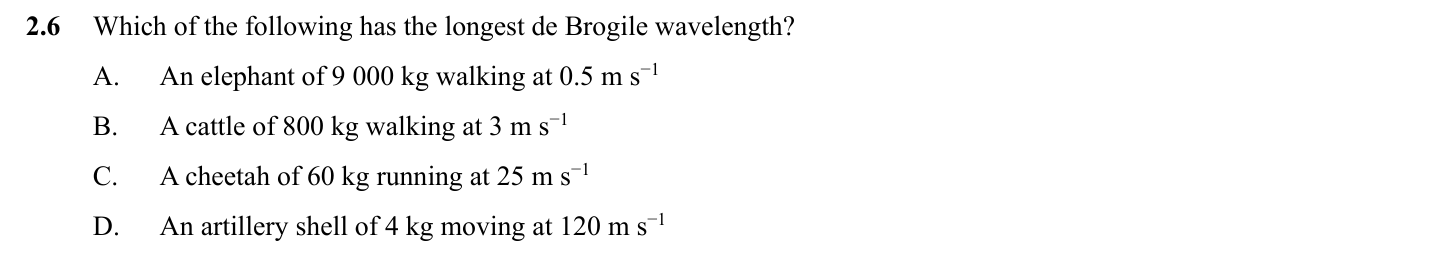 2.6 Which of the following has the longest de Brogile wavelength?
A. An elephant of 9 000 kg walking at 0.5 m s⁻¹
B. A cattle of 800 kg walking at 3 m s⁻¹
C. A cheetah of 60 kg running at 25 m s⁻¹
D. An artillery shell of 4 kg moving at 120 m s⁻¹